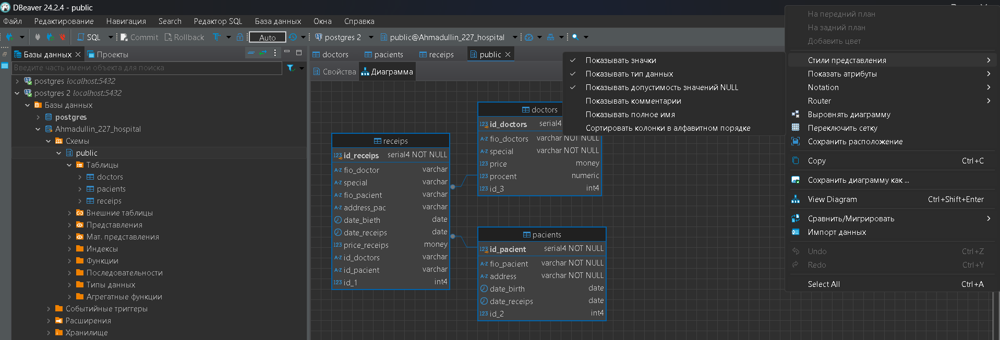 DBeaver 24.2.4 - public
Файл Редактирование Навигация Search Редактор SQL База данных Окна Справка
SQL Commit Rollback Auto postgres 2 public@Ahmadullin_227_hospital
Базы данных Проекты
Введите часть имени объекта для поиска
postgres localhost:5432
postgres 2 localhost:5432
Базы данных
postgres
Ahmadullin_227_hospital
Схемы
public
Таблицы
doctors
pacients
receips
Внешние таблицы
Представления
Мат. представления
Индексы
Функции
Последовательности
Типы данных
Агрегатные функции
Событийные триггеры
Расширения
Хранилище
doctors pacients receips public
Свойства Диаграмма
receips
123 id_receips serial4 NOT NULL
A-Z fio_doctor varchar
A-Z special varchar
A-Z fio_pacient varchar
A-Z address_pac varchar
date_bieth date
date_receips date
123 price_receips money
A-Z id_doctors varchar
A-Z id_pacient varchar
123 id_1 int4
doctors
123 id_doctors serial4
A-Z fio_doctors varchar NOT NULL
A-Z special varchar NOT NULL
123 price money
123 procent numeric
123 id_3 int4
pacients
123 id_pacient serial4 NOT NULL
A-Z fio_pacient varchar NOT NULL
A-Z address varchar NOT NULL
date_birth date
date_receips date
123 id_2 int4
Показывать значки
Показывать тип данных
Показывать допустимость значений NULL
Показывать комментарии
Показывать полное имя
Сортировать колонки в алфавитном порядке
На передний план
На задний план
Добавить цвет
Стили представления
Показать атрибуты
Notation
Router
Выровнять диаграмму
Переключить сетку
Сохранить расположение
Copy Ctrl+C
Сохранить диаграмму как ...
View Diagram Ctrl+Shift+Enter
Сравнить/Мигрировать
Импорт данных
Undo Ctrl+Z
Redo Ctrl+Y
Select All Ctrl+A